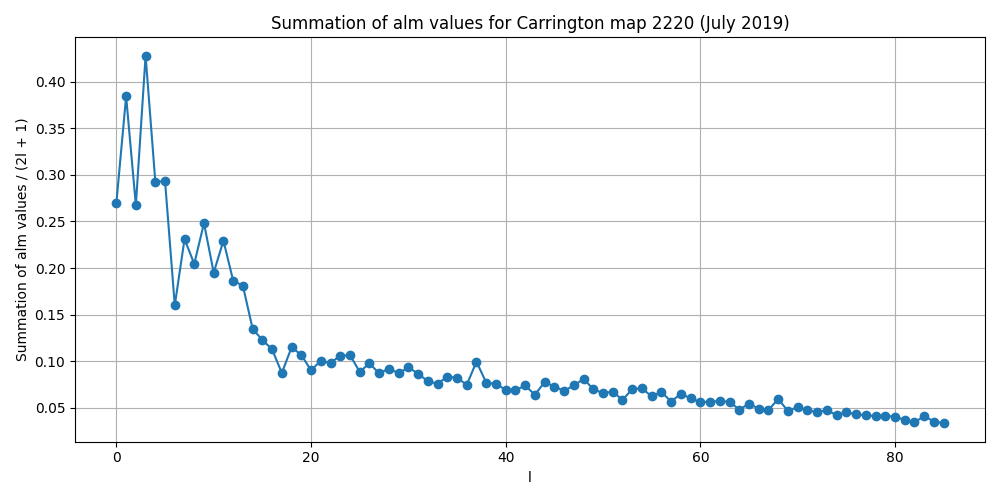 Summation of alm values for Carrington map 2220 (July 2019)
Summation of alm values / (2l + 1)
0.40
0.35
0.30
0.25
0.20
0.15
0.10
0.05
0 20 40 60 80
l